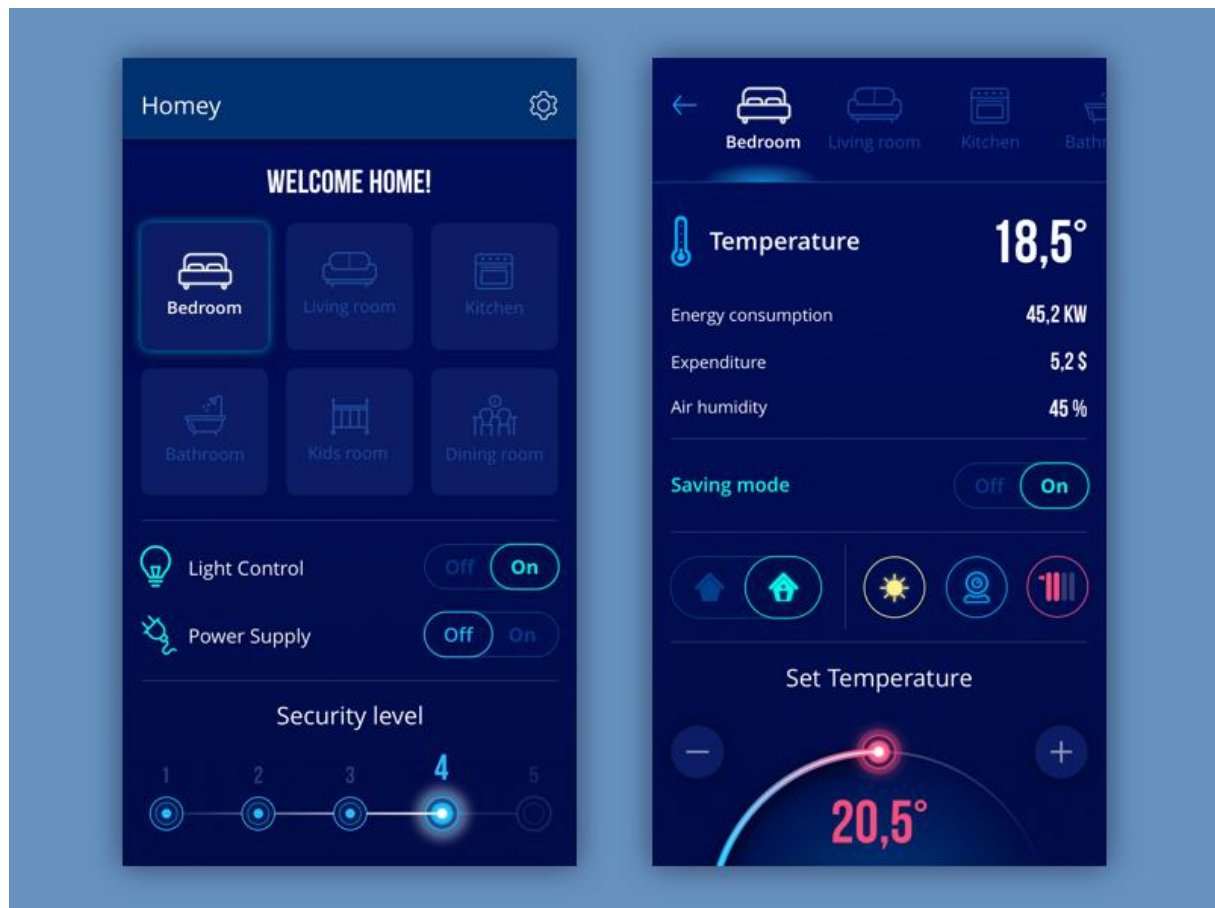 Homey
WELCOME HOME!
Bedroom
Living room
Kitchen
Bathroom
Kids room
Dining room
Light Control
Off On
Power Supply
Off On
Security level
1 2 3 4 5
Bedroom
Living room
Kitchen
Bathr
Temperature 18,5°
Energy consumption 45,2 KW
Expenditure 5,2 $
Air humidity 45 %
Saving mode Off On
Set Temperature
− +
20,5°